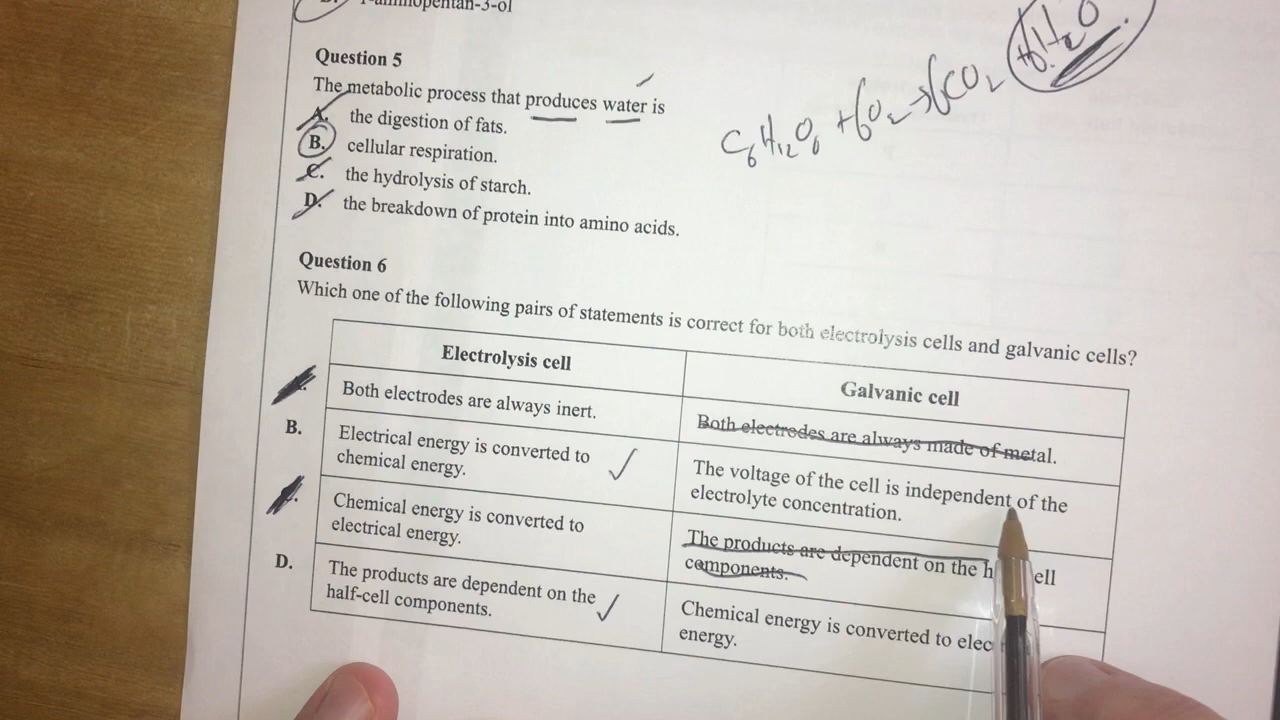 1-aminopentan-3-ol
Question 5
The metabolic process that produces water is
A. the digestion of fats.
B. cellular respiration.
C. the hydrolysis of starch.
D. the breakdown of protein into amino acids.
C6H12O6 + 6O2 → 6CO2
H2O
Question 6
Which one of the following pairs of statements is correct for both electrolysis cells and galvanic cells?
Electrolysis cell
Galvanic cell
Both electrodes are always inert.
Both electrodes are always made of metal.
B.
Electrical energy is converted to
chemical energy.
The voltage of the cell is independent of the
electrolyte concentration.
Chemical energy is converted to
electrical energy.
The products are dependent on the
components.
D.
The products are dependent on the
half-cell components.
Chemical energy is converted to
energy.